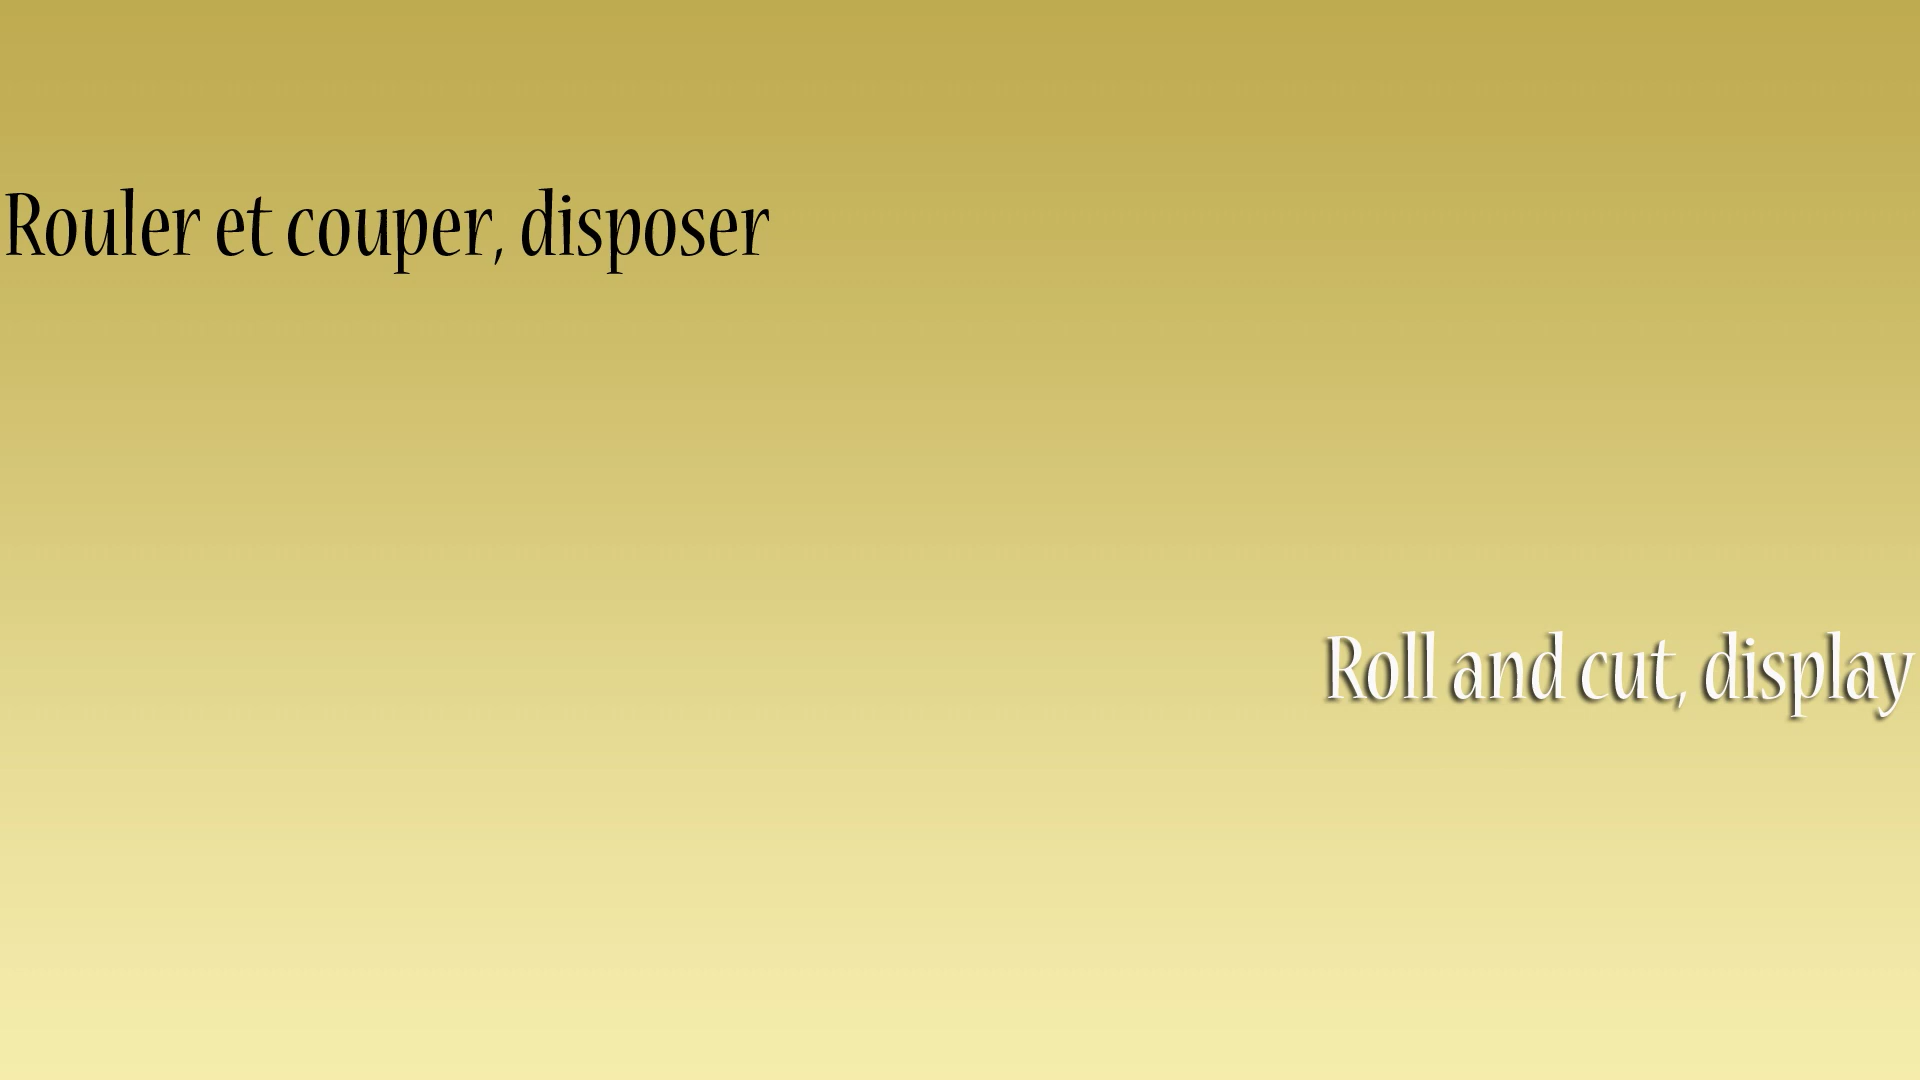 Rouler et couper, disposer
Roll and cut, display